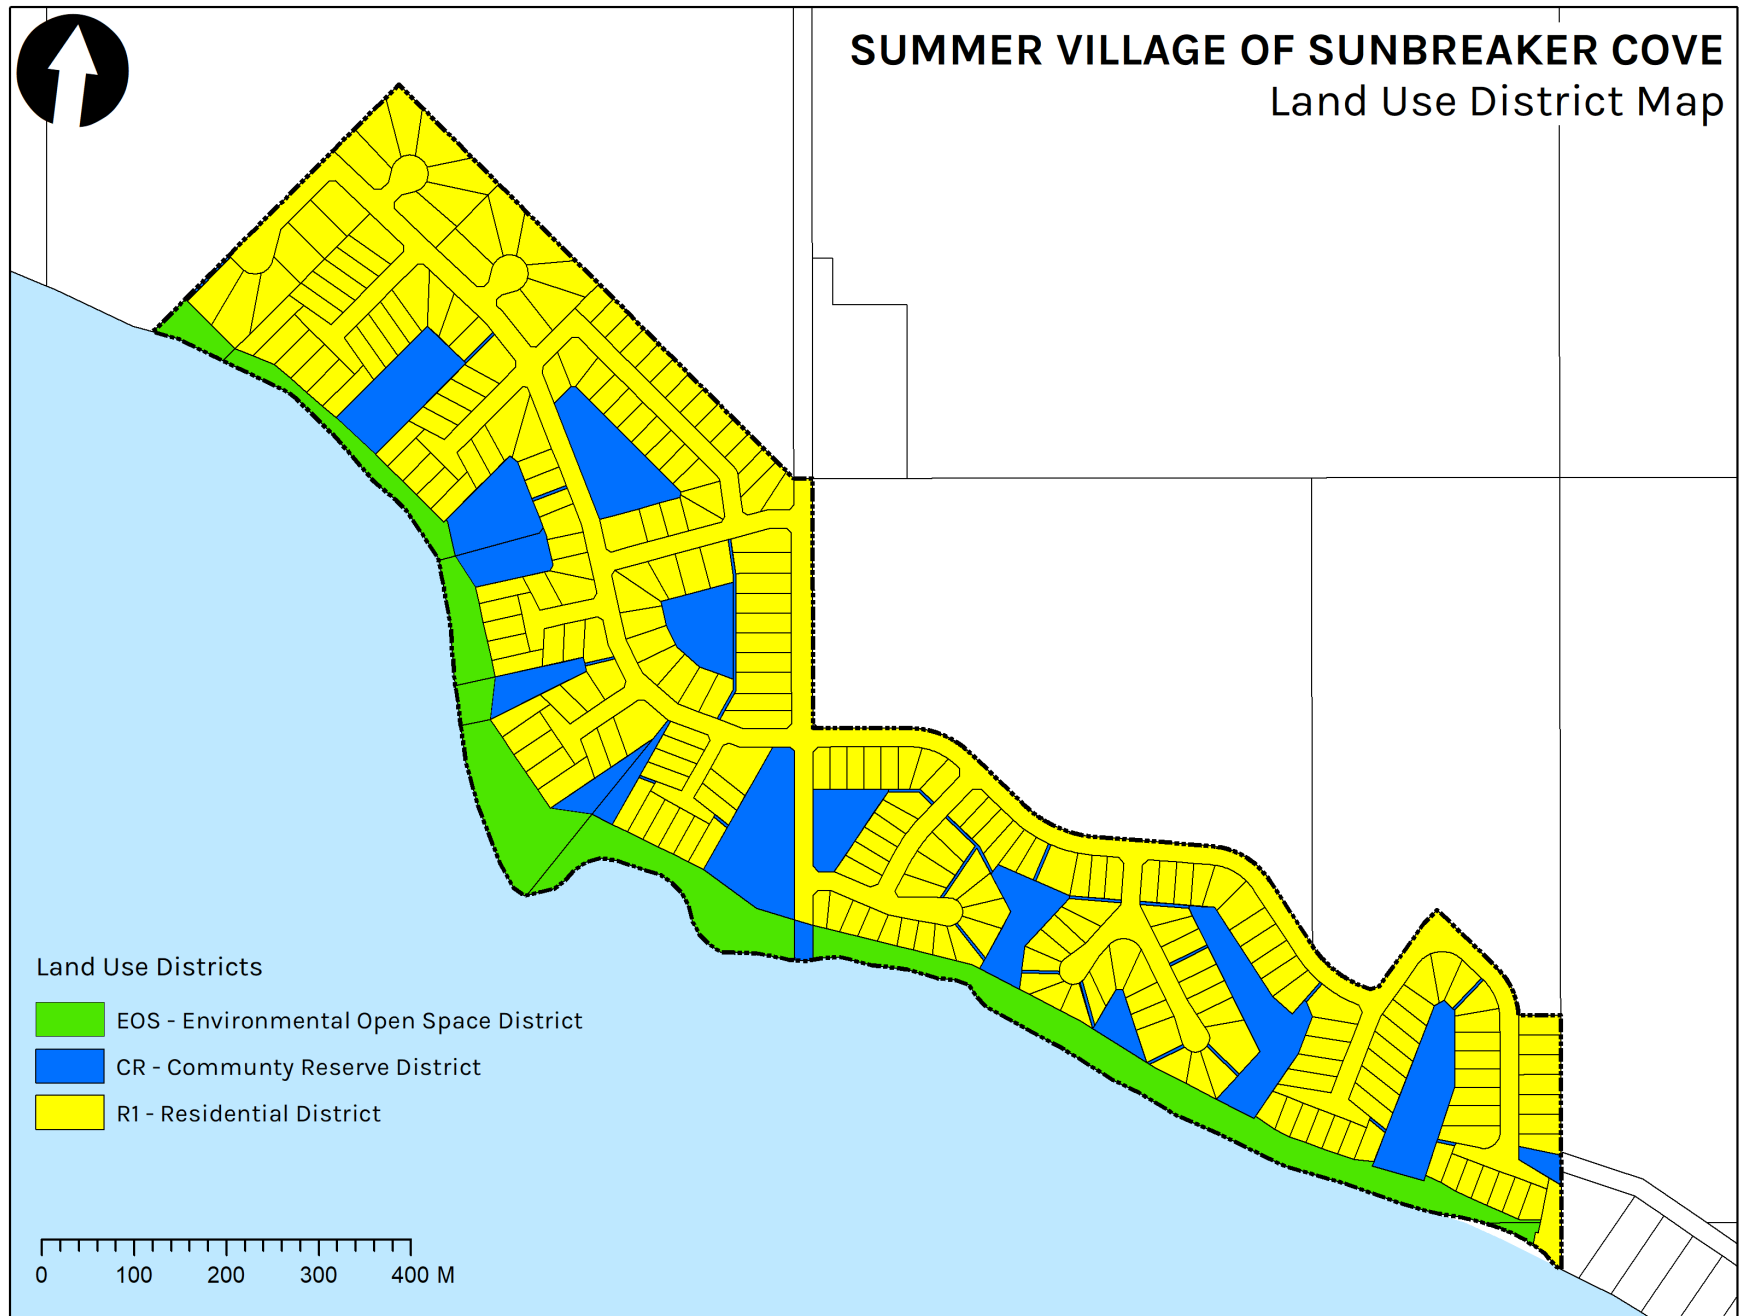 SUMMER VILLAGE OF SUNBREAKER COVE
Land Use District Map
Land Use Districts
EOS - Environmental Open Space District
CR - Communty Reserve District
R1 - Residential District
0 100 200 300 400 M